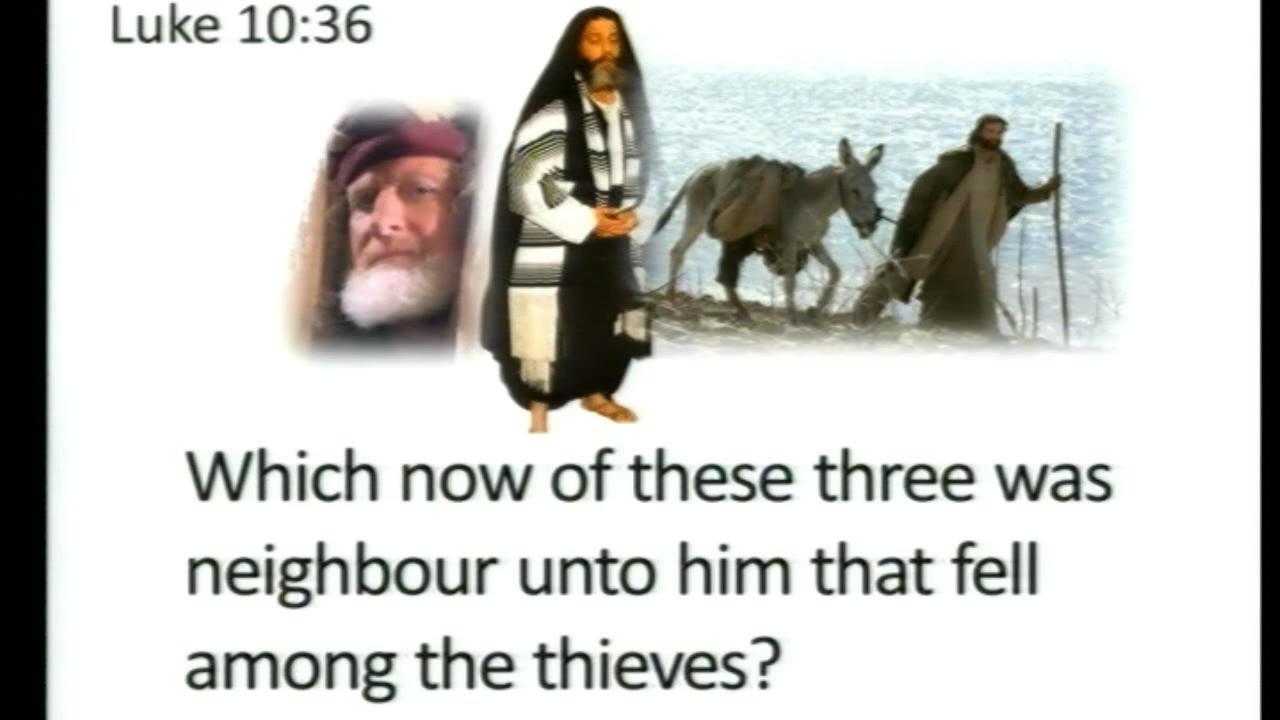 Luke 10:36
Which now of these three was
neighbour unto him that fell
among the thieves?